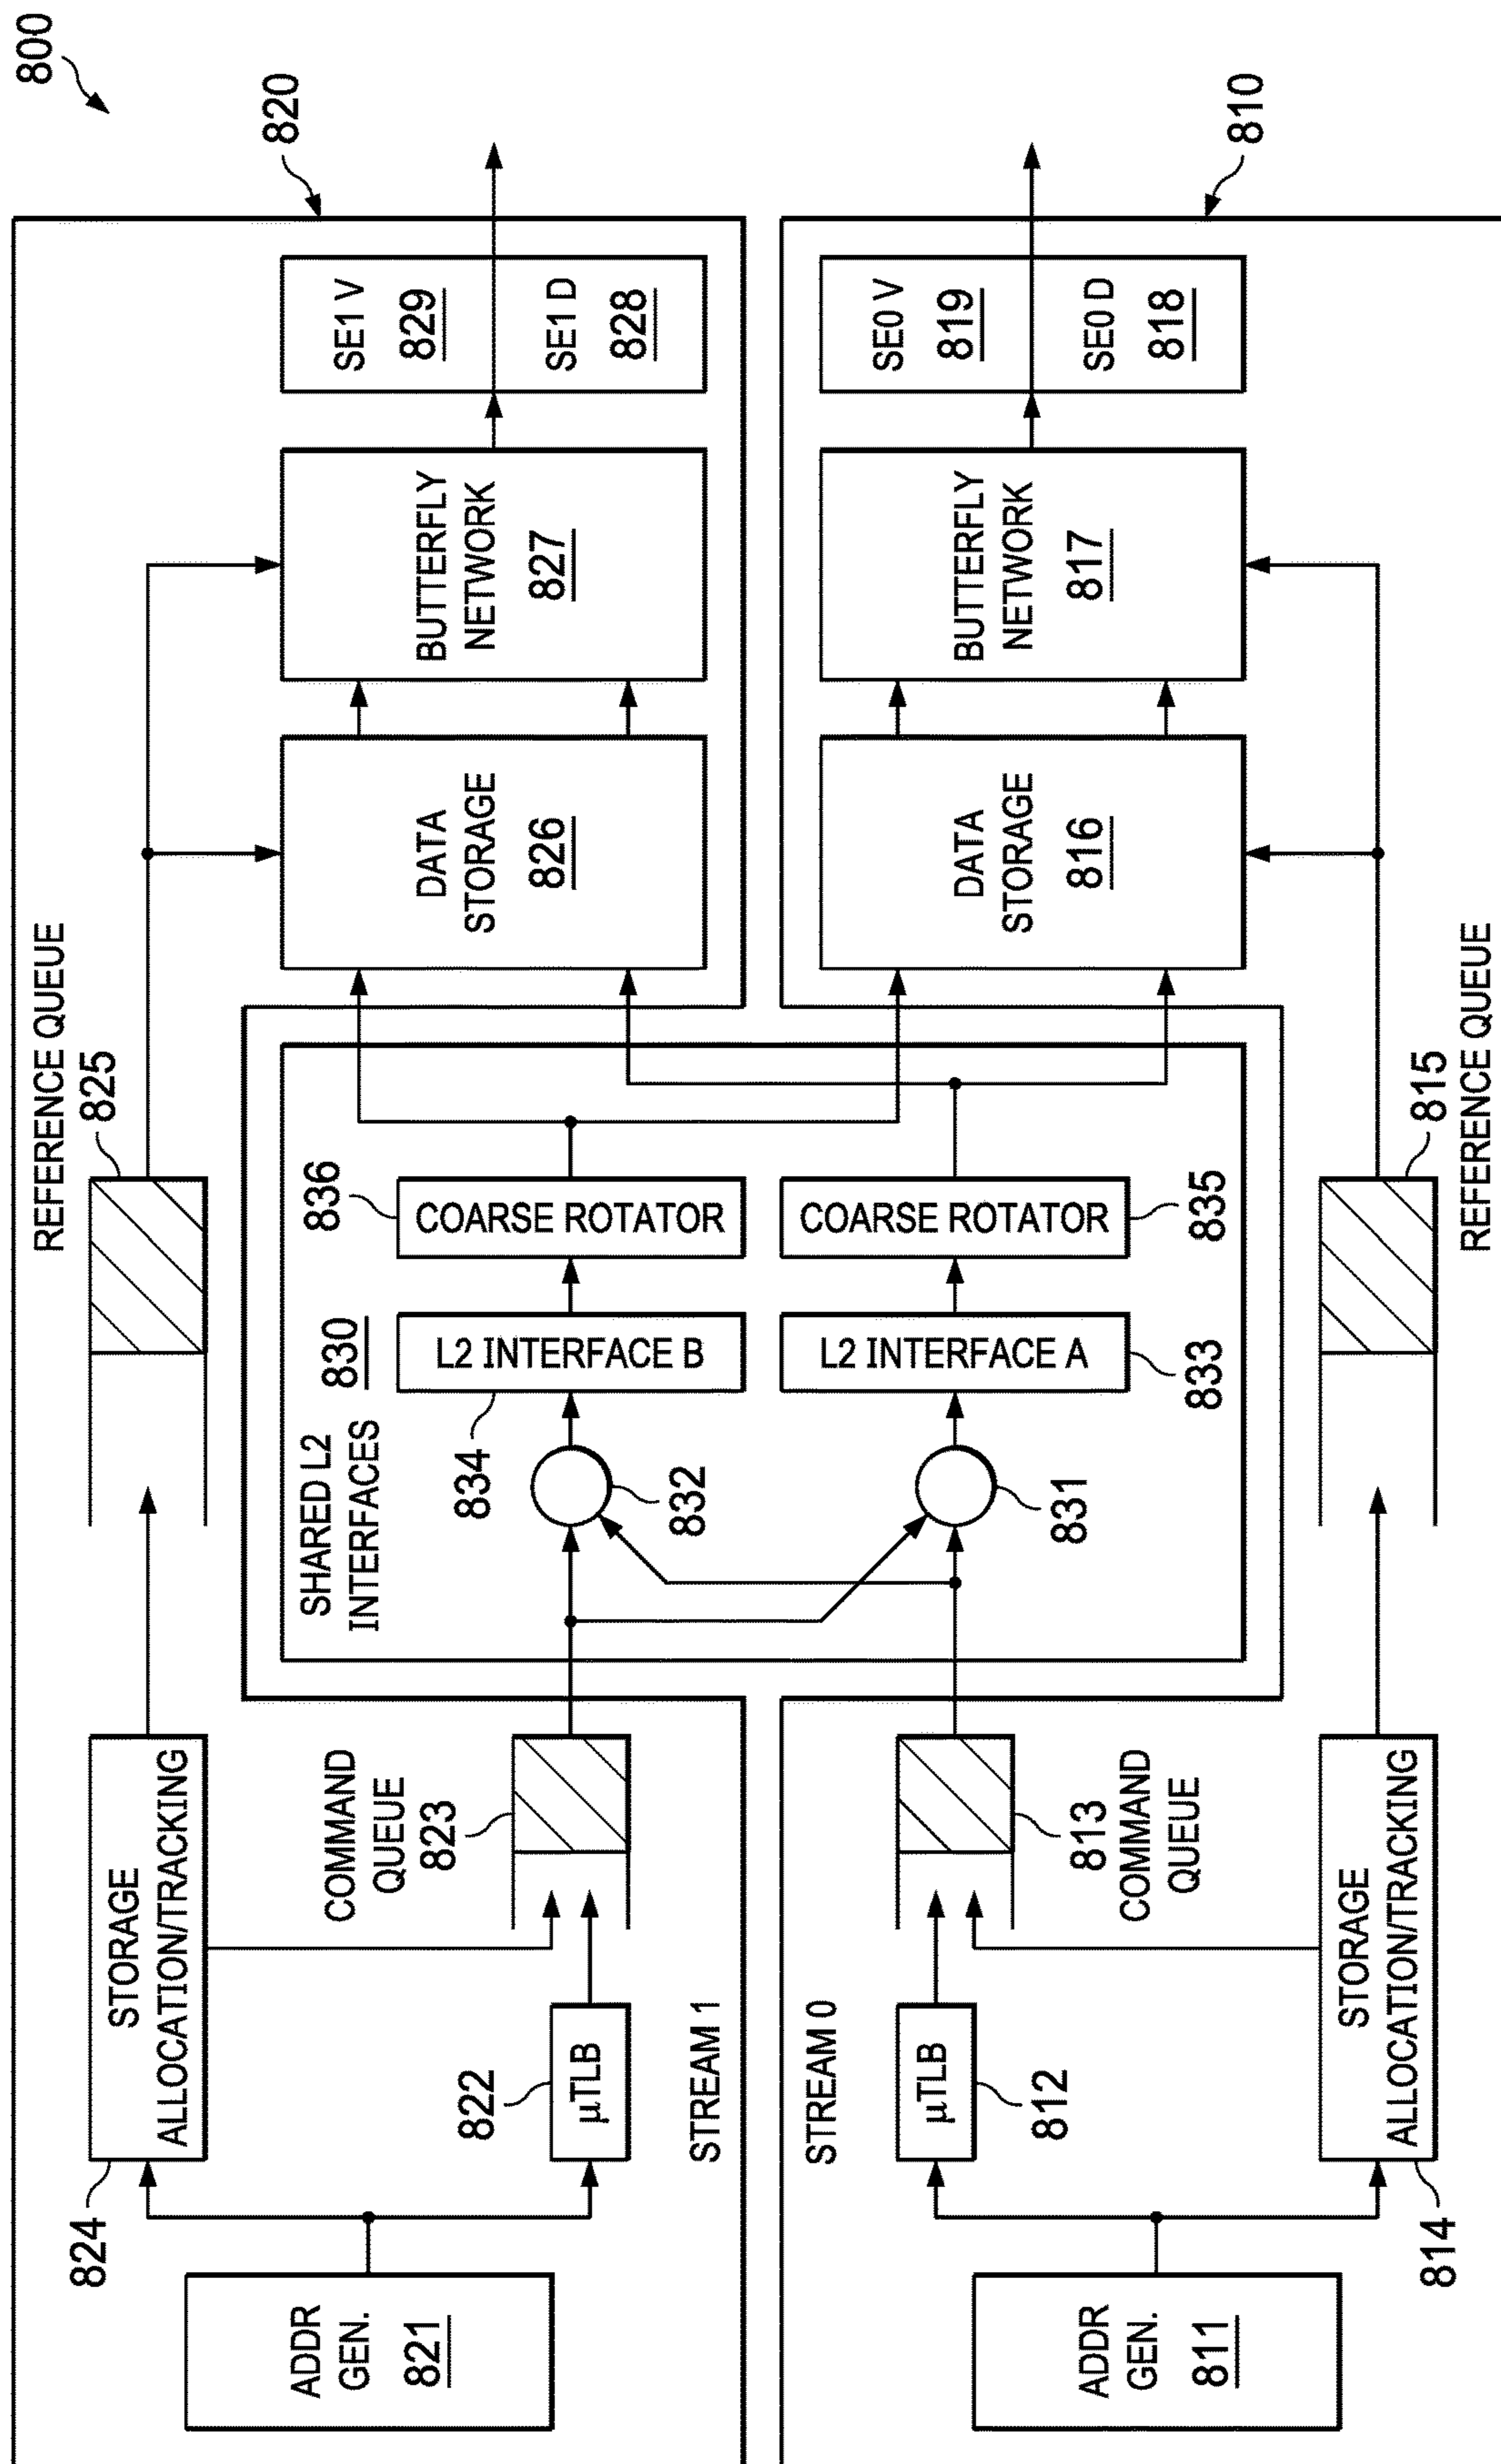 800
820
ADDR
GEN.
821
824
STORAGE
ALLOCATION/TRACKING
822
µTLB
COMMAND
QUEUE
823
STREAM 1
REFERENCE QUEUE
825
SHARED L2
INTERFACES
830
832
834
L2 INTERFACE B
836
COARSE ROTATOR
831
L2 INTERFACE A
833
COARSE ROTATOR
835
DATA
STORAGE
826
BUTTERFLY
NETWORK
827
SE1 V
829
SE1 D
828
STREAM 0
ADDR
GEN.
811
µTLB
812
813
COMMAND
QUEUE
STORAGE
ALLOCATION/TRACKING
814
815
REFERENCE QUEUE
DATA
STORAGE
816
BUTTERFLY
NETWORK
817
SE0 V
819
SE0 D
818
810